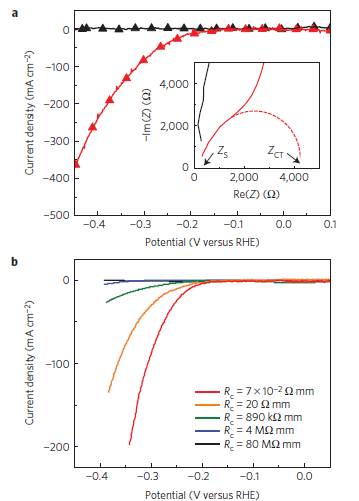 a
0
−100
−200
−300
−400
−500
Current density (mA cm⁻²)
−0.4
−0.3
−0.2
−0.1
0.0
0.1
Potential (V versus RHE)
4,000
2,000
0
−Im(Z) (Ω)
Z_S
Z_CT
0
2,000
4,000
Re(Z) (Ω)
b
0
−100
−200
Current density (mA cm⁻²)
R_c = 7 × 10⁻² Ω mm
R_c = 20 Ω mm
R_c = 890 kΩ mm
R_c = 4 MΩ mm
R_c = 80 MΩ mm
−0.4
−0.3
−0.2
−0.1
0.0
Potential (V versus RHE)